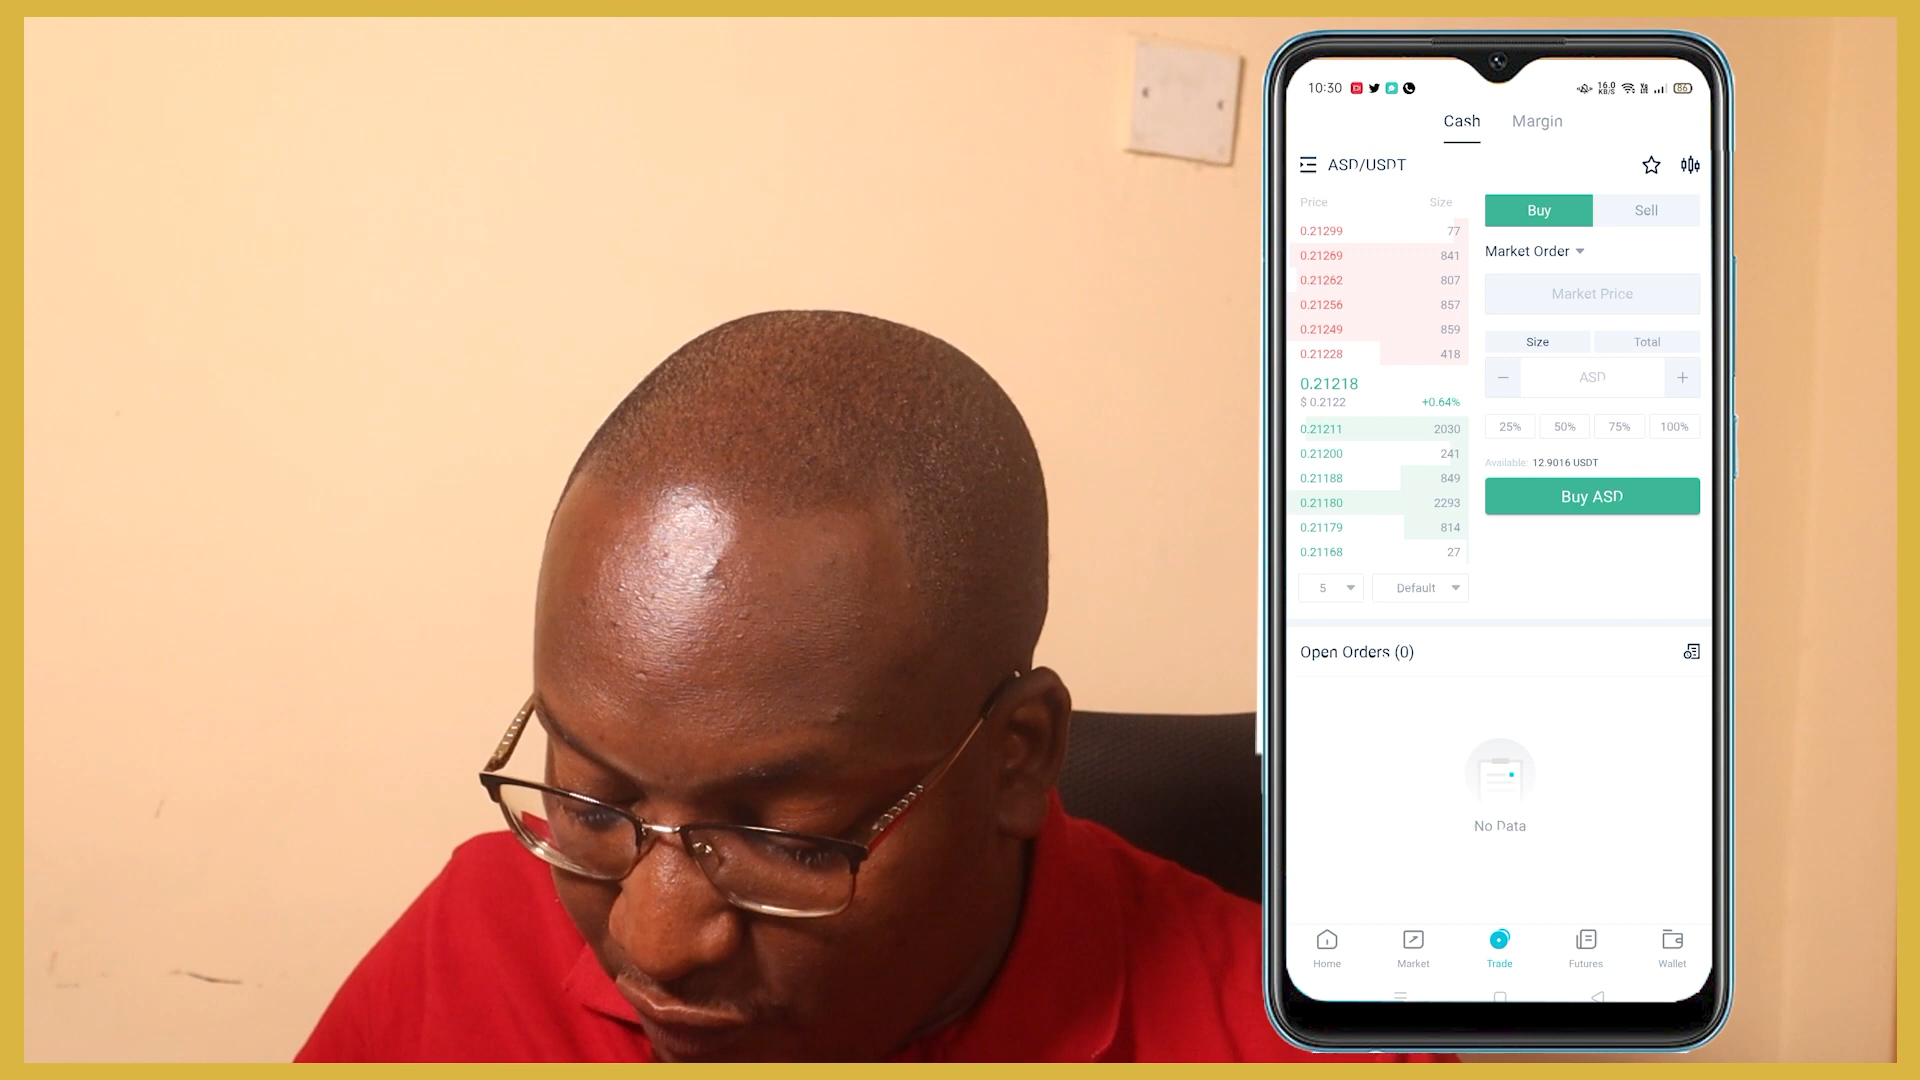 10:30 16.0 KB/S 86
Cash Margin
ASD/USDT
Price Size
0.21299 77
0.21269 841
0.21262 807
0.21256 857
0.21249 859
0.21228 418
0.21218
$ 0.2122 +0.64%
0.21211 2030
0.21200 241
0.21188 849
0.21180 2293
0.21179 814
0.21168 27
5 Default
Buy Sell
Market Order
Market Price
Size Total
− ASD +
25% 50% 75% 100%
Available: 12.9016 USDT
Buy ASD
Open Orders (0)
No Data
Home Market Trade Futures Wallet